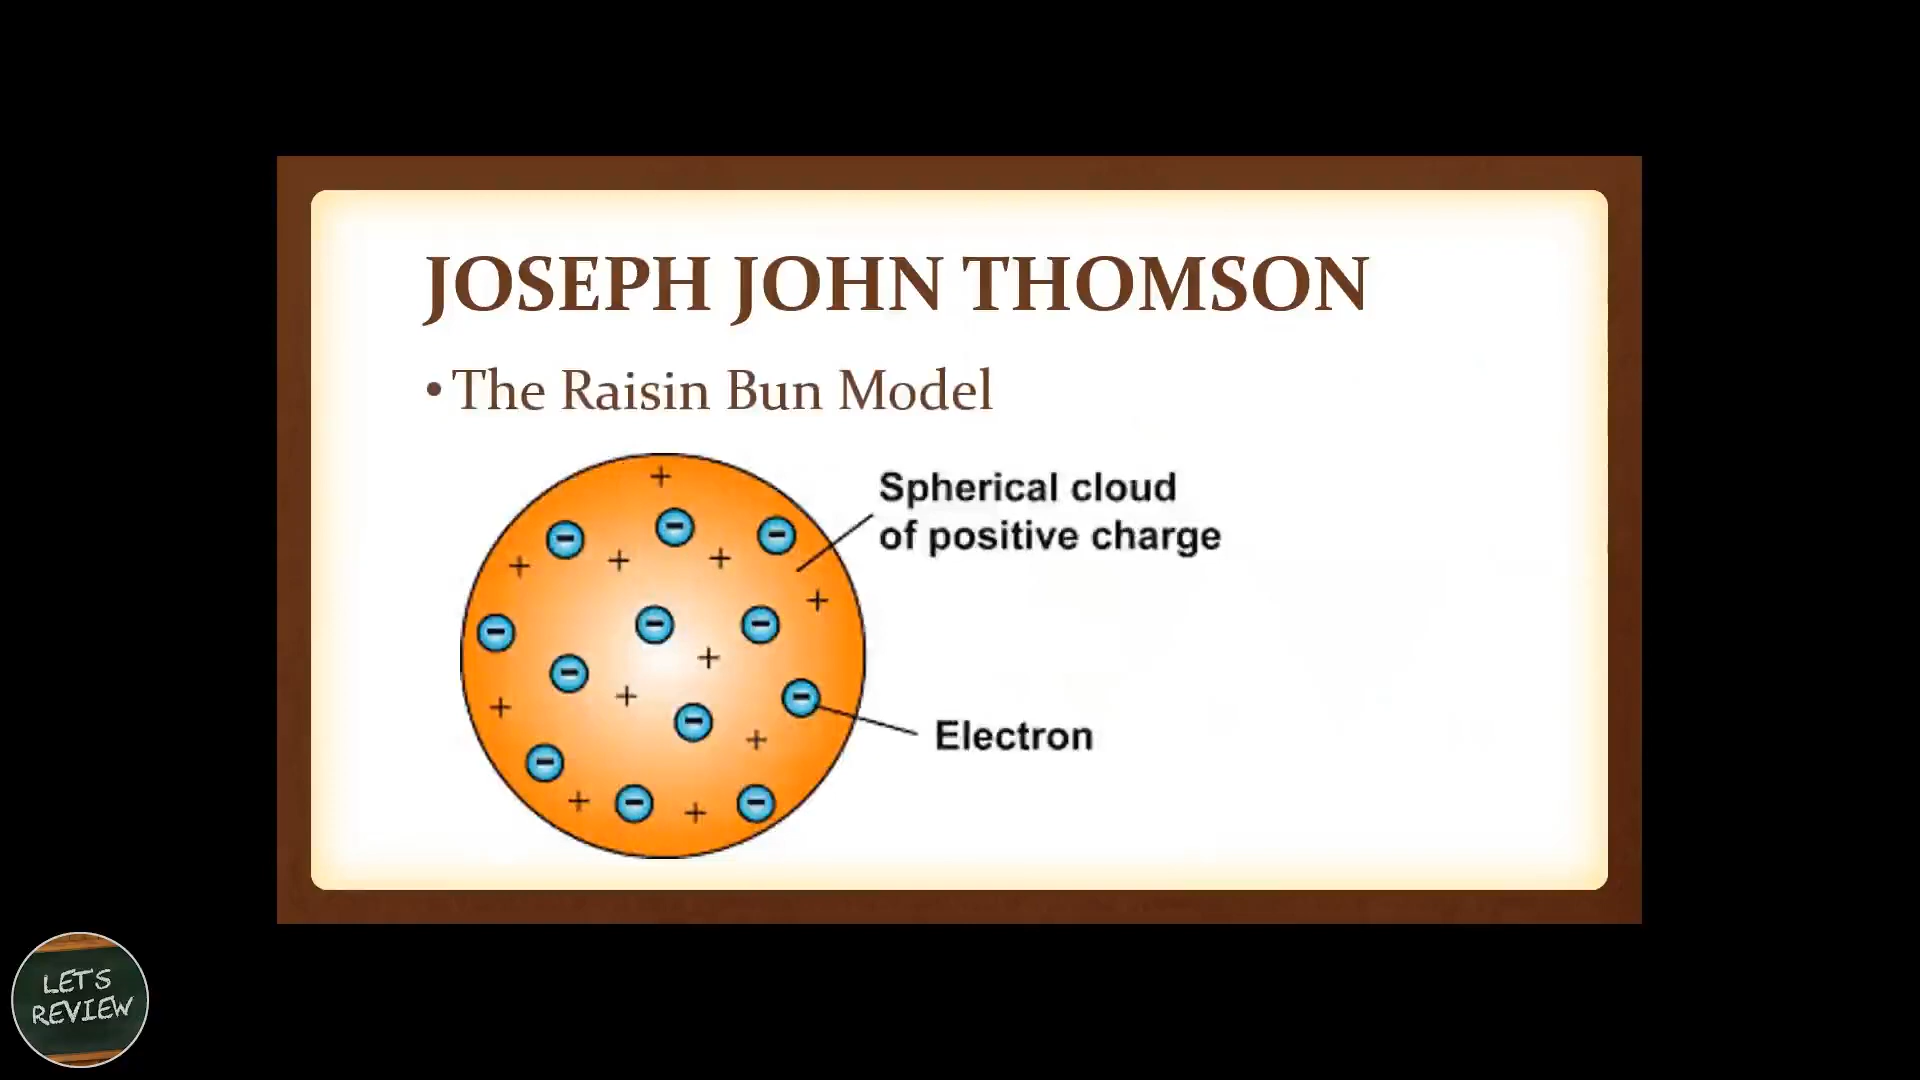 JOSEPH JOHN THOMSON
• The Raisin Bun Model
Spherical cloud
of positive charge
Electron
LET'S
REVIEW